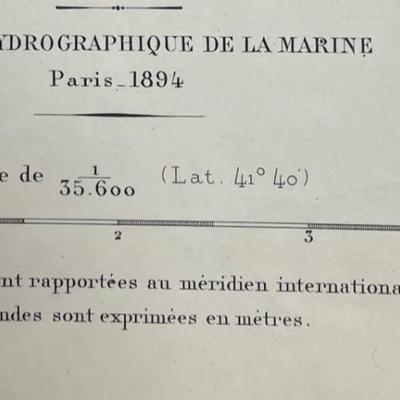 YDROGRAPHIQUE DE LA MARINE
Paris_1894
e de 1/35.600 (Lat. 41° 40')
2 3
nt rapportées au méridien internationa
ndes sont exprimées en mètres.